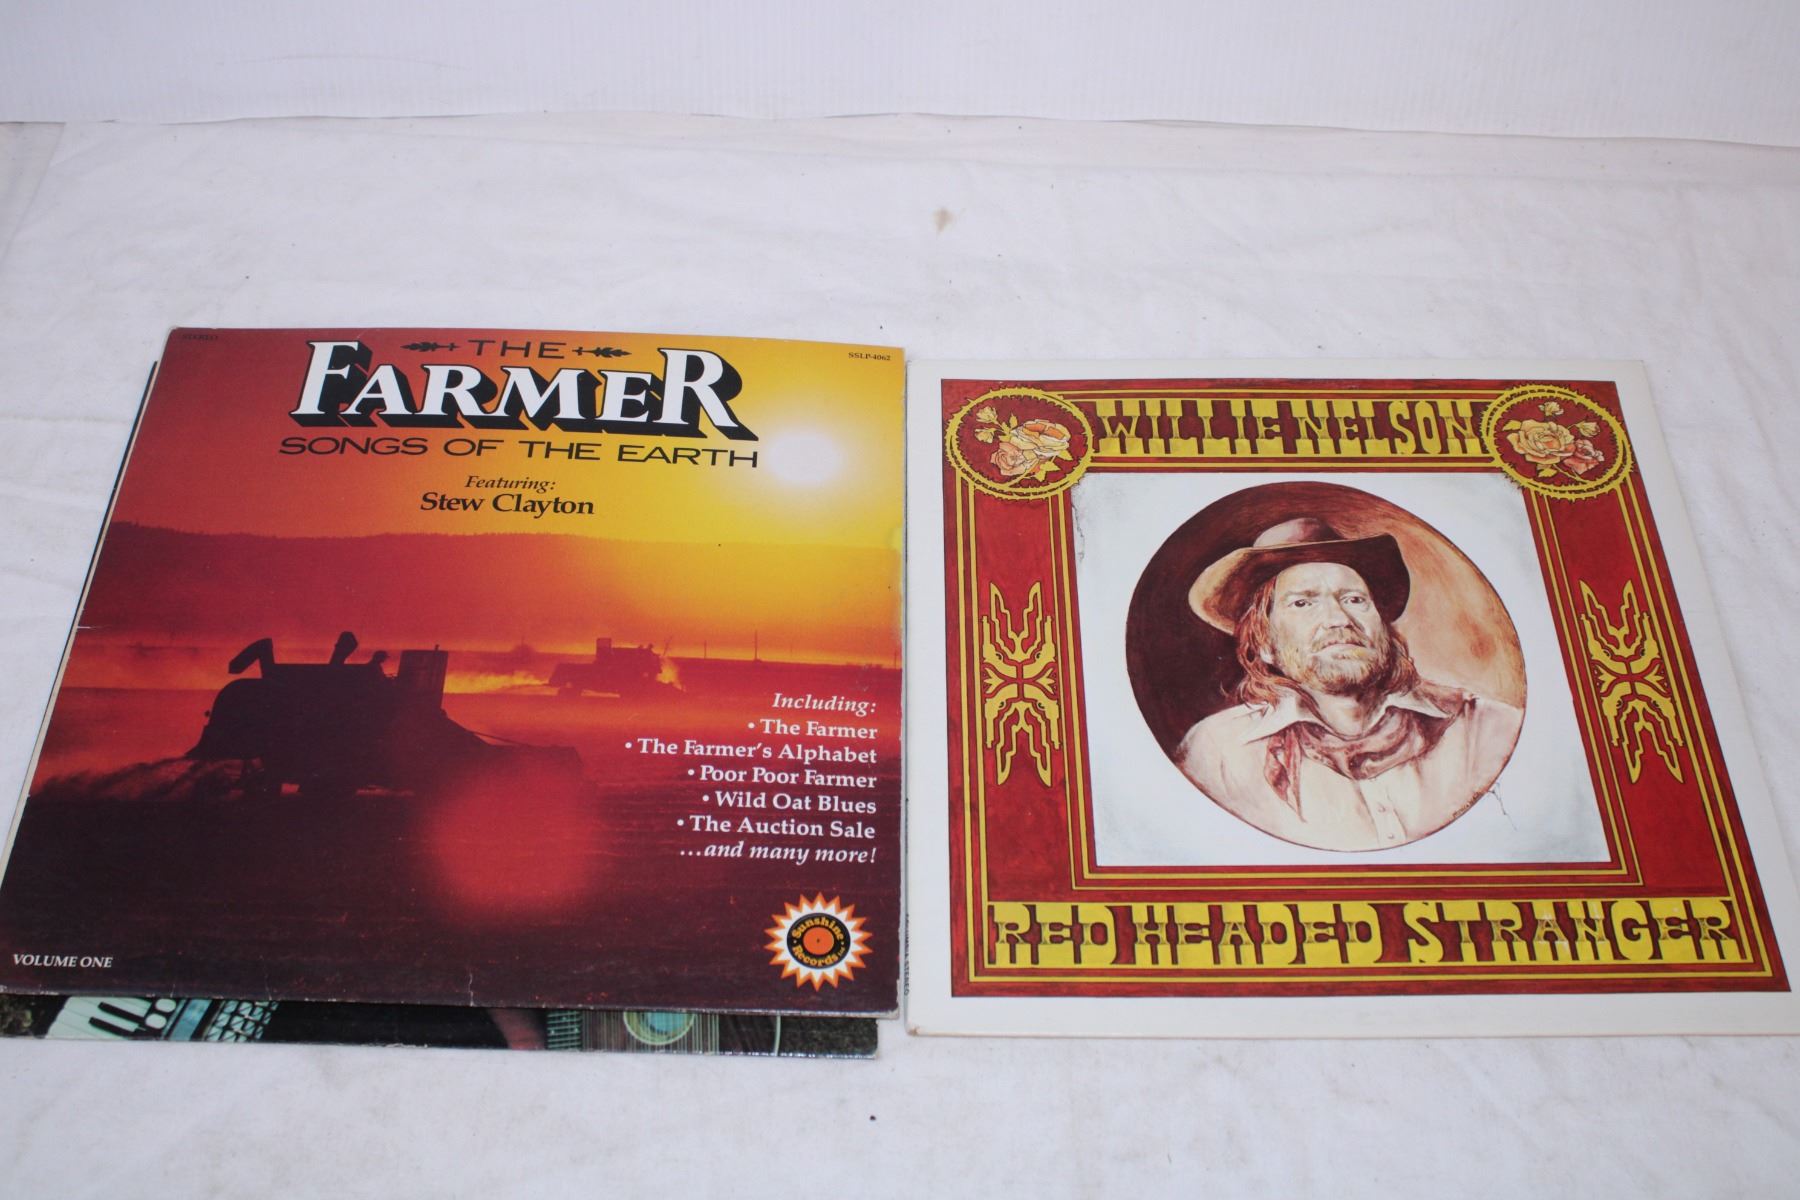 STEREO
SSLP-4062
THE
FARMER
SONGS OF THE EARTH
Featuring:
Stew Clayton
Including:
• The Farmer
• The Farmer's Alphabet
• Poor Poor Farmer
• Wild Oat Blues
• The Auction Sale
...and many more!
Sunshine
Records
VOLUME ONE
WILLIE NELSON
RED HEADED STRANGER